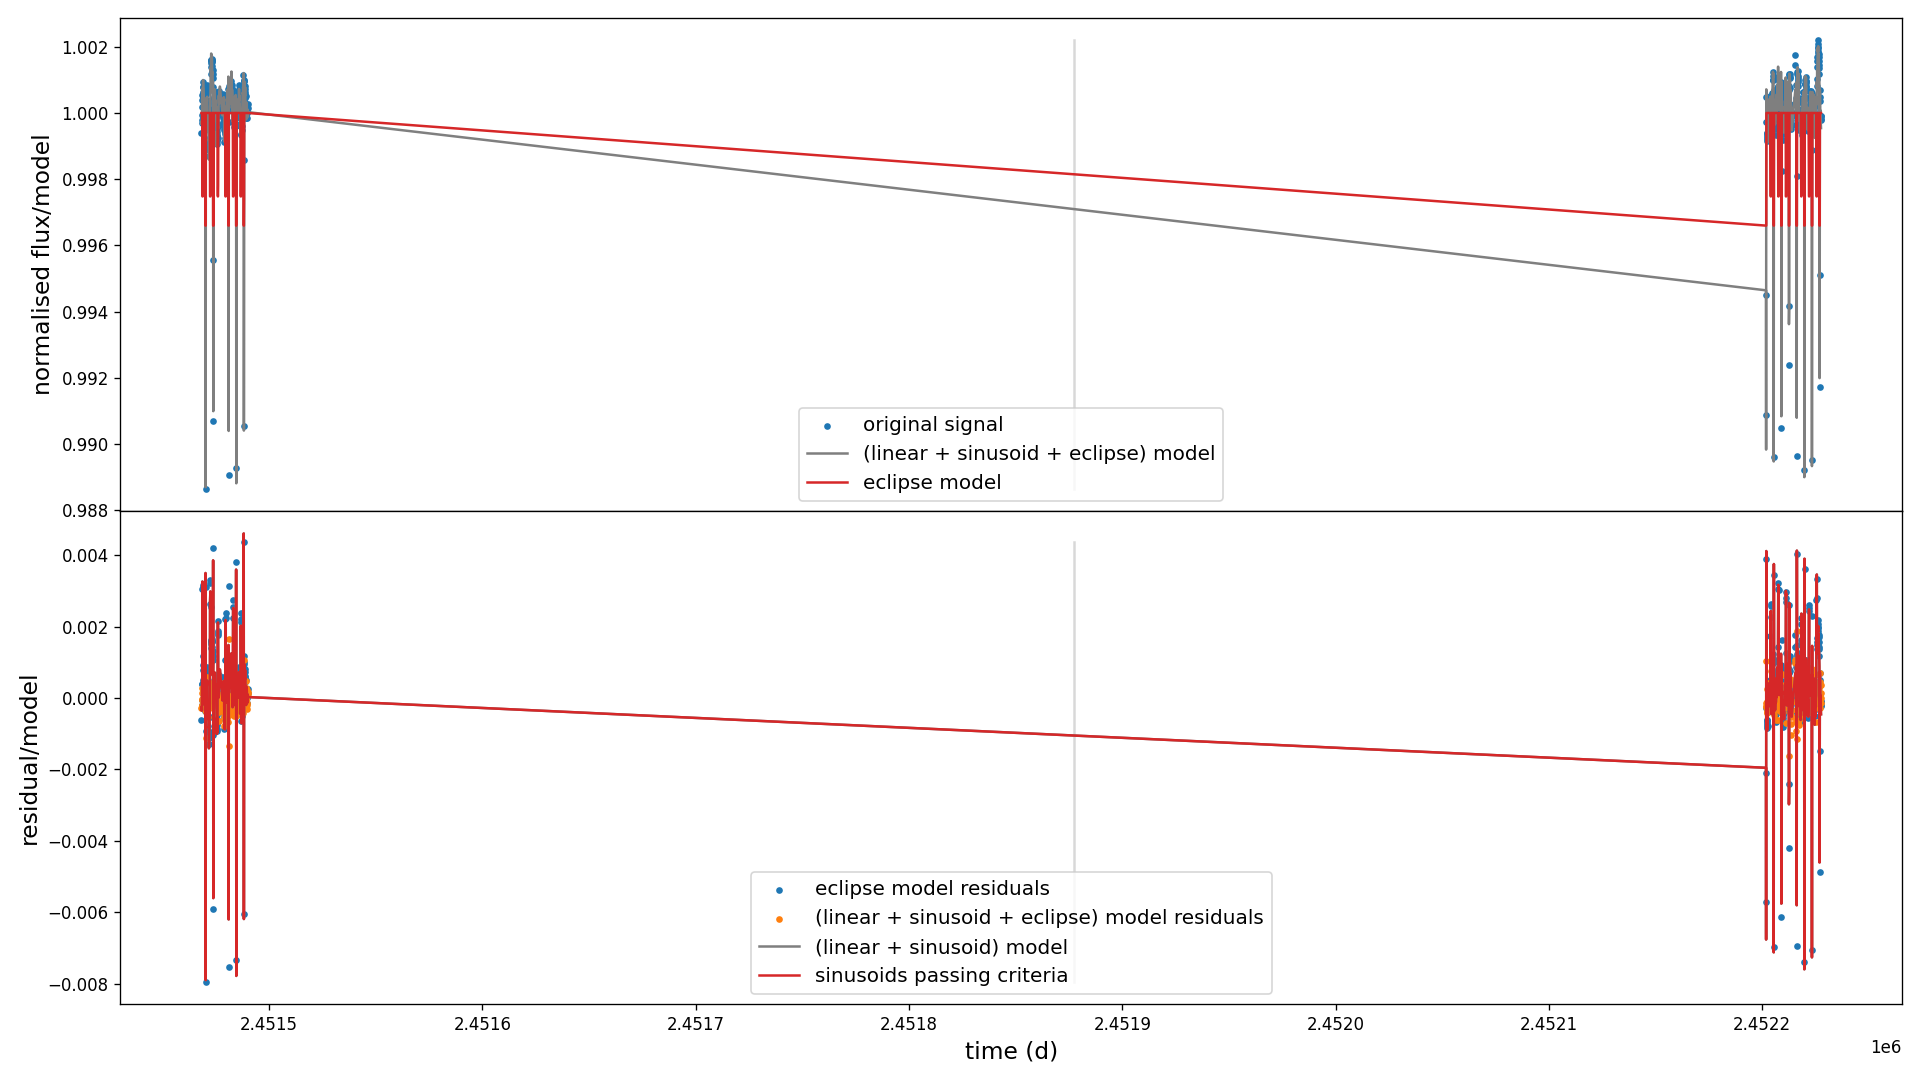 normalised flux/model
1.002
1.000
0.998
0.996
0.994
0.992
0.990
0.988
original signal
(linear + sinusoid + eclipse) model
eclipse model
residual/model
0.004
0.002
0.000
−0.002
−0.004
−0.006
−0.008
eclipse model residuals
(linear + sinusoid + eclipse) model residuals
(linear + sinusoid) model
sinusoids passing criteria
2.4515 2.4516 2.4517 2.4518 2.4519 2.4520 2.4521 2.4522
1e6
time (d)